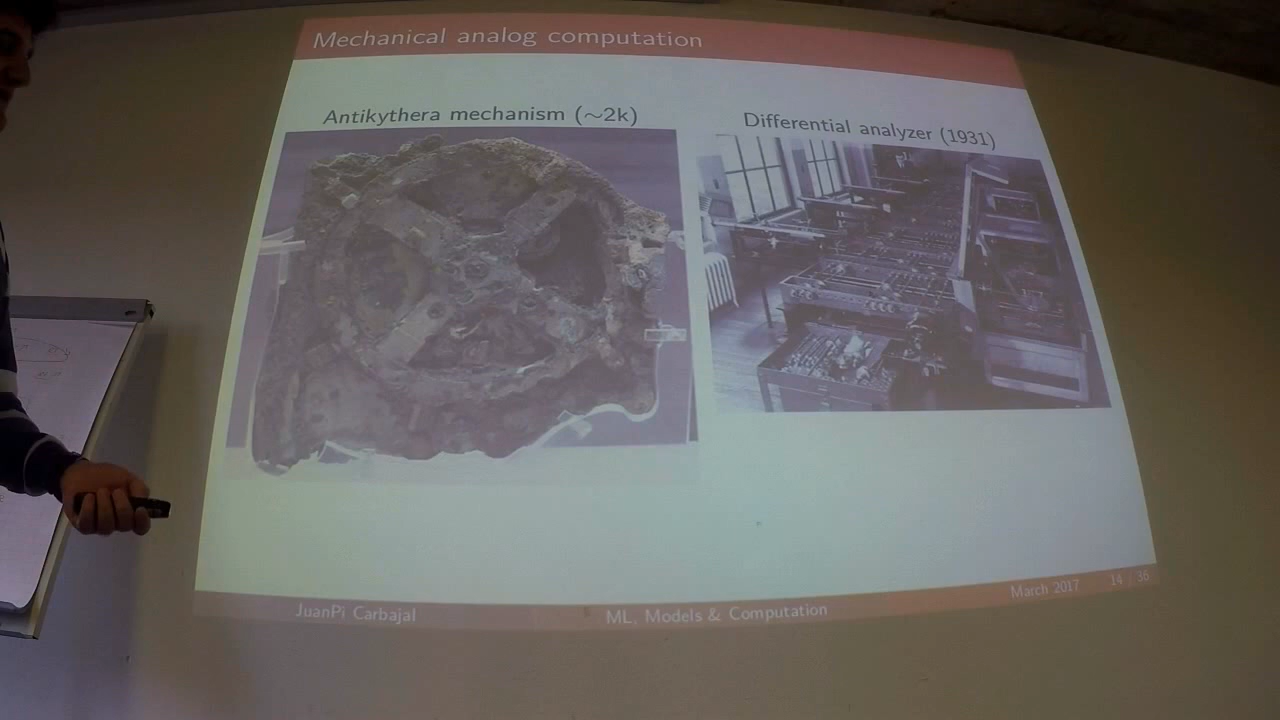 Mechanical analog computation
Antikythera mechanism (~2k)
Differential analyzer (1931)
JuanPi Carbajal
ML, Models & Computation
March 2017
14 / 36